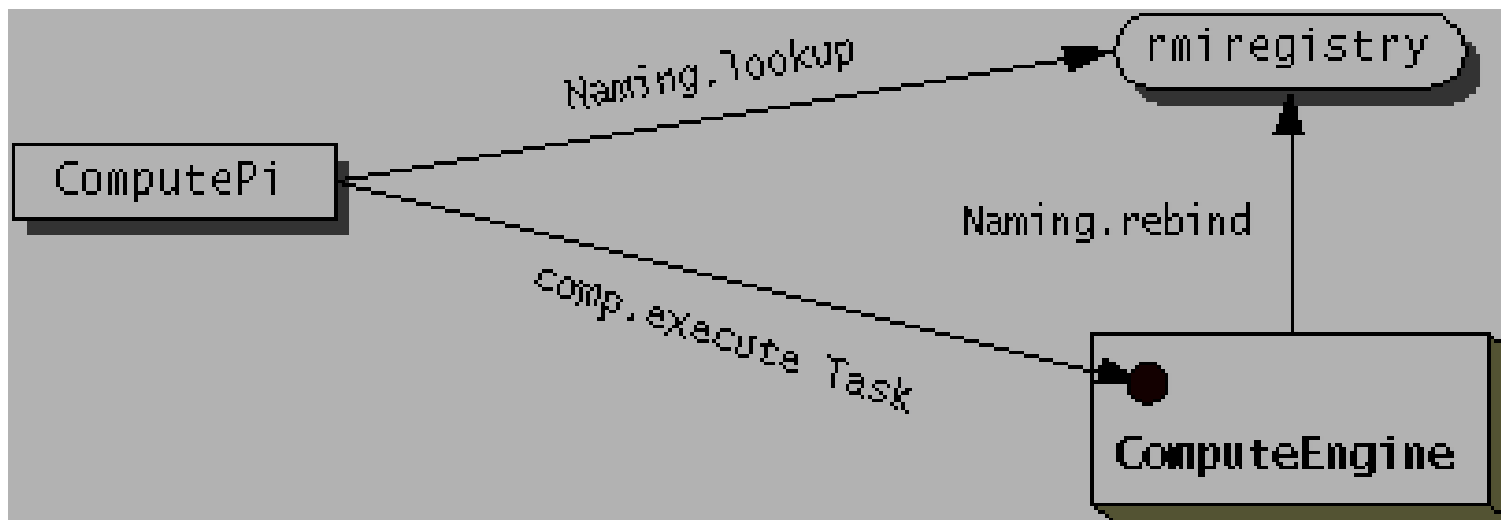 Naming.lookup
rmiregistry
ComputePi
Naming.rebind
comp.execute Task
ComputeEngine